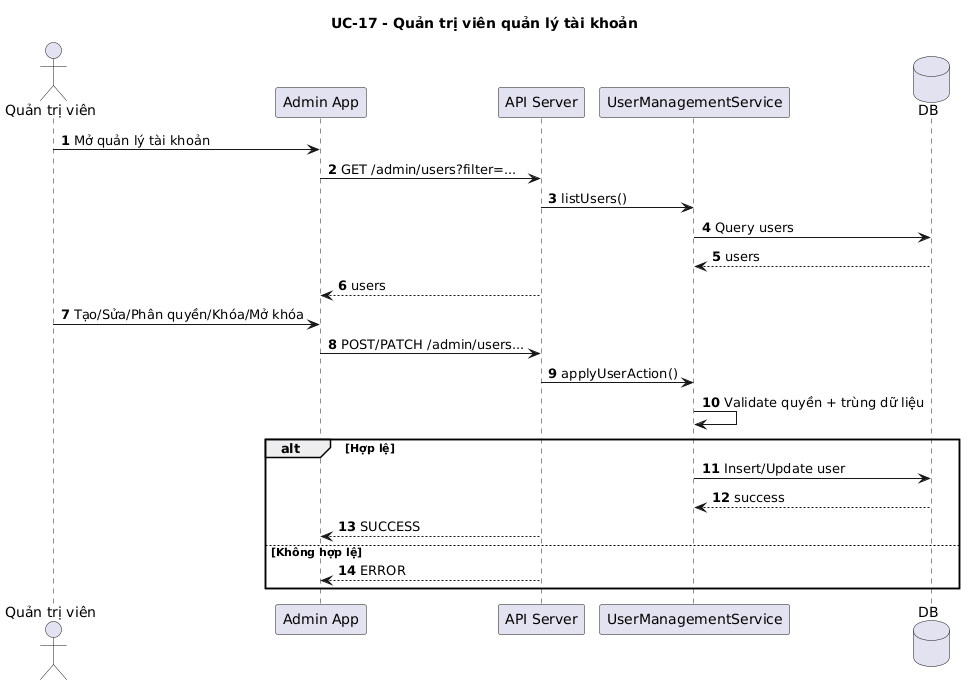 UC-17 - Quản trị viên quản lý tài khoản
Quản trị viên
Admin App
API Server
UserManagementService
DB
1 Mở quản lý tài khoản
2 GET /admin/users?filter=...
3 listUsers()
4 Query users
5 users
6 users
7 Tạo/Sửa/Phân quyền/Khóa/Mở khóa
8 POST/PATCH /admin/users...
9 applyUserAction()
10 Validate quyền + trùng dữ liệu
alt [Hợp lệ]
11 Insert/Update user
12 success
13 SUCCESS
[Không hợp lệ]
14 ERROR
Quản trị viên
Admin App
API Server
UserManagementService
DB